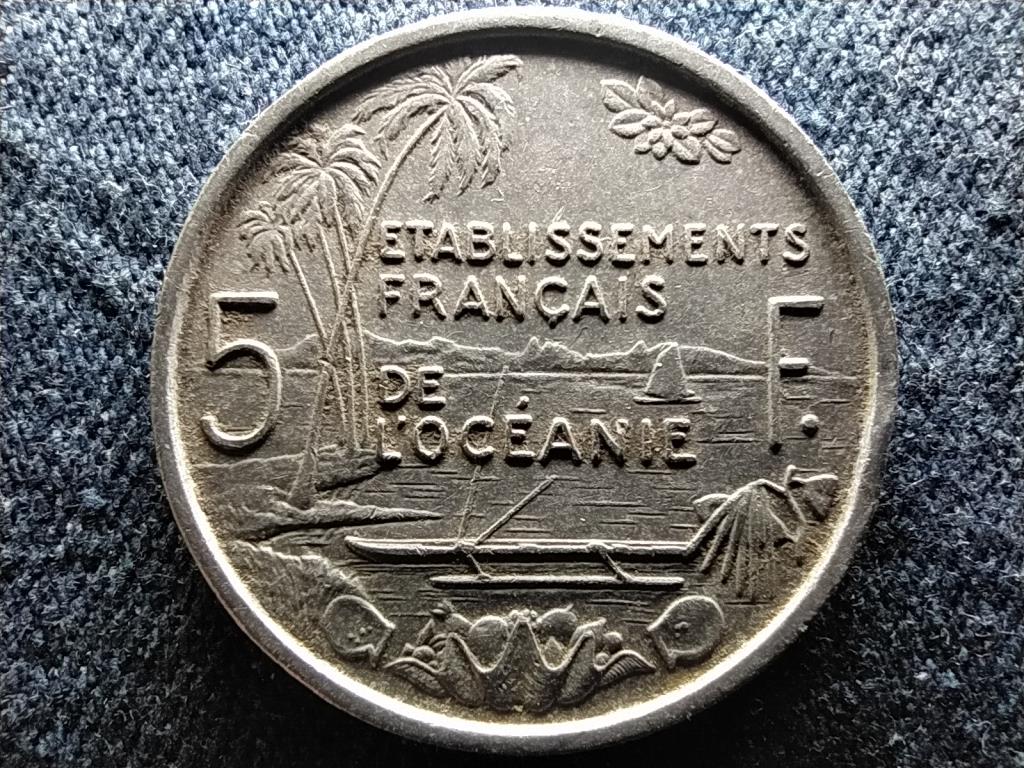 ETABLISSEMENTS
FRANÇAIS
5 F.
DE
L'OCÉANIE